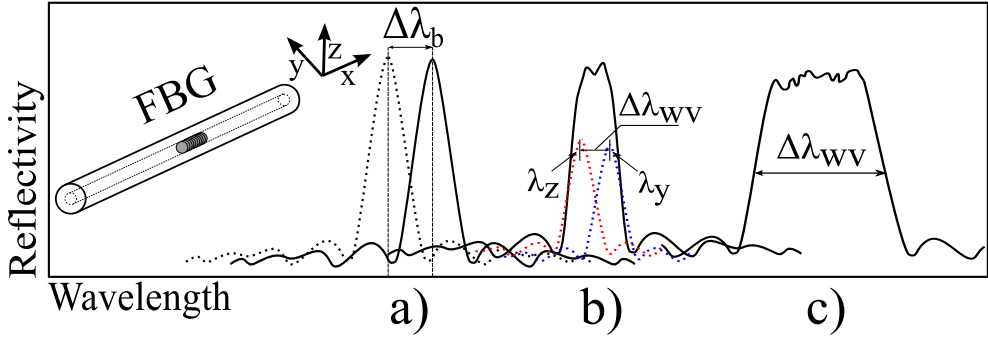 Reflectivity
FBG
y
z
x
Δλb
Δλwv
λz
λy
Δλwv
Wavelength
a)
b)
c)